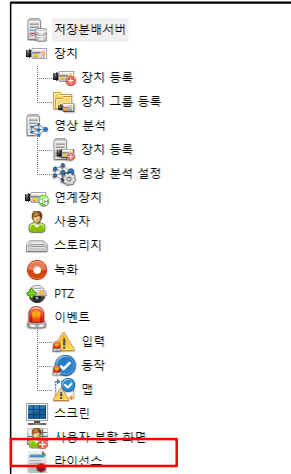 저장분배서버
장치
장치 등록
장치 그룹 등록
영상 분석
장치 등록
영상 분석 설정
연계장치
사용자
스토리지
녹화
PTZ
이벤트
입력
동작
맵
스크린
사용자 분할 화면
라이선스